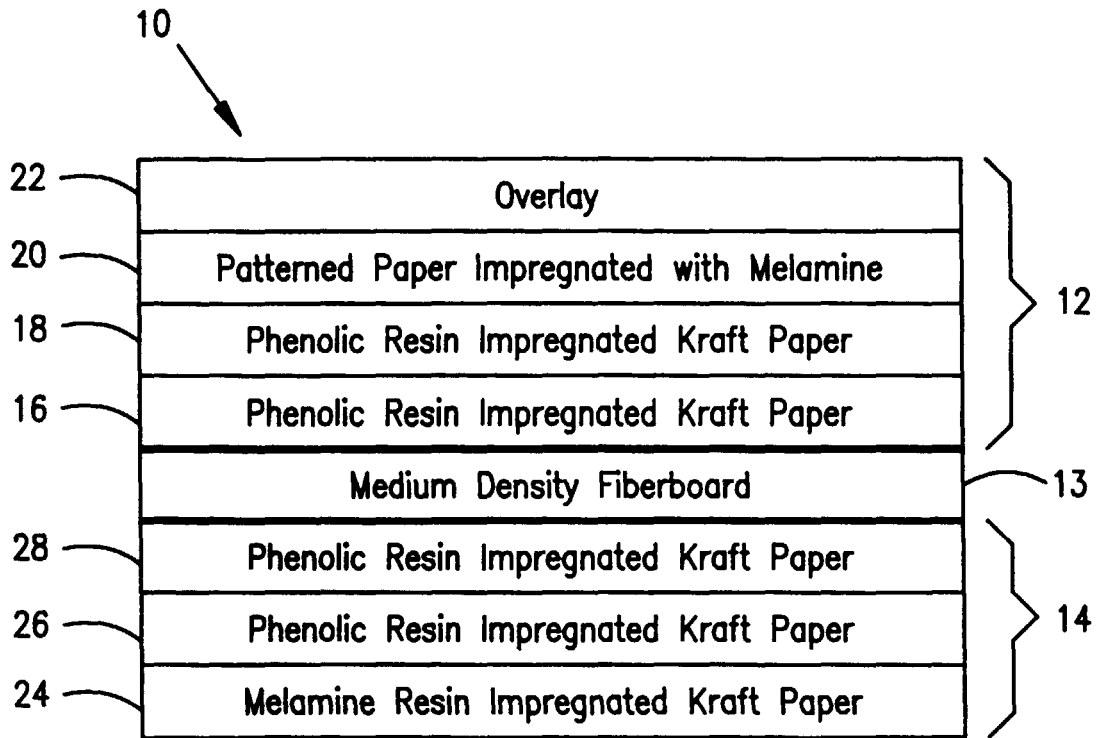 10
22
Overlay
20
Patterned Paper Impregnated with Melamine
12
18
Phenolic Resin Impregnated Kraft Paper
16
Phenolic Resin Impregnated Kraft Paper
Medium Density Fiberboard
13
28
Phenolic Resin Impregnated Kraft Paper
26
Phenolic Resin Impregnated Kraft Paper
14
24
Melamine Resin Impregnated Kraft Paper